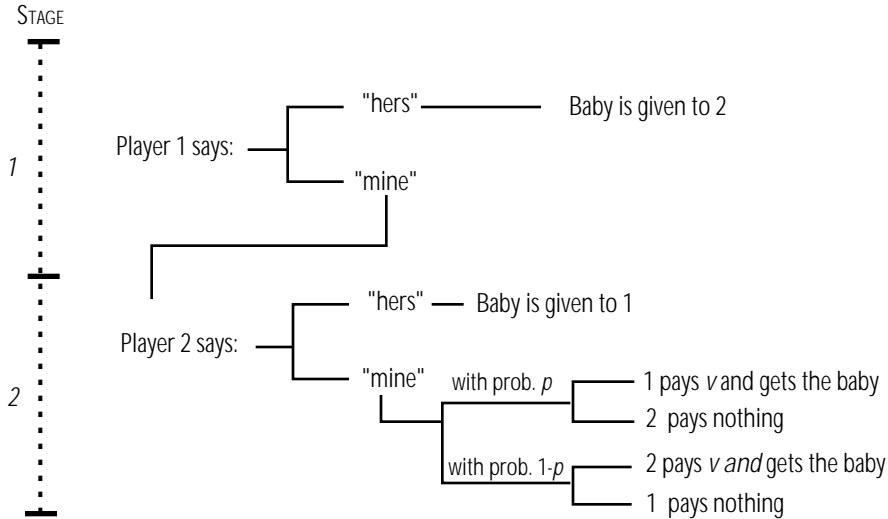 STAGE
"hers" Baby is given to 2
Player 1 says:
1
"mine"
"hers" Baby is given to 1
Player 2 says:
"mine" with prob. p 1 pays v and gets the baby
2
2 pays nothing
with prob. 1-p 2 pays v and gets the baby
1 pays nothing